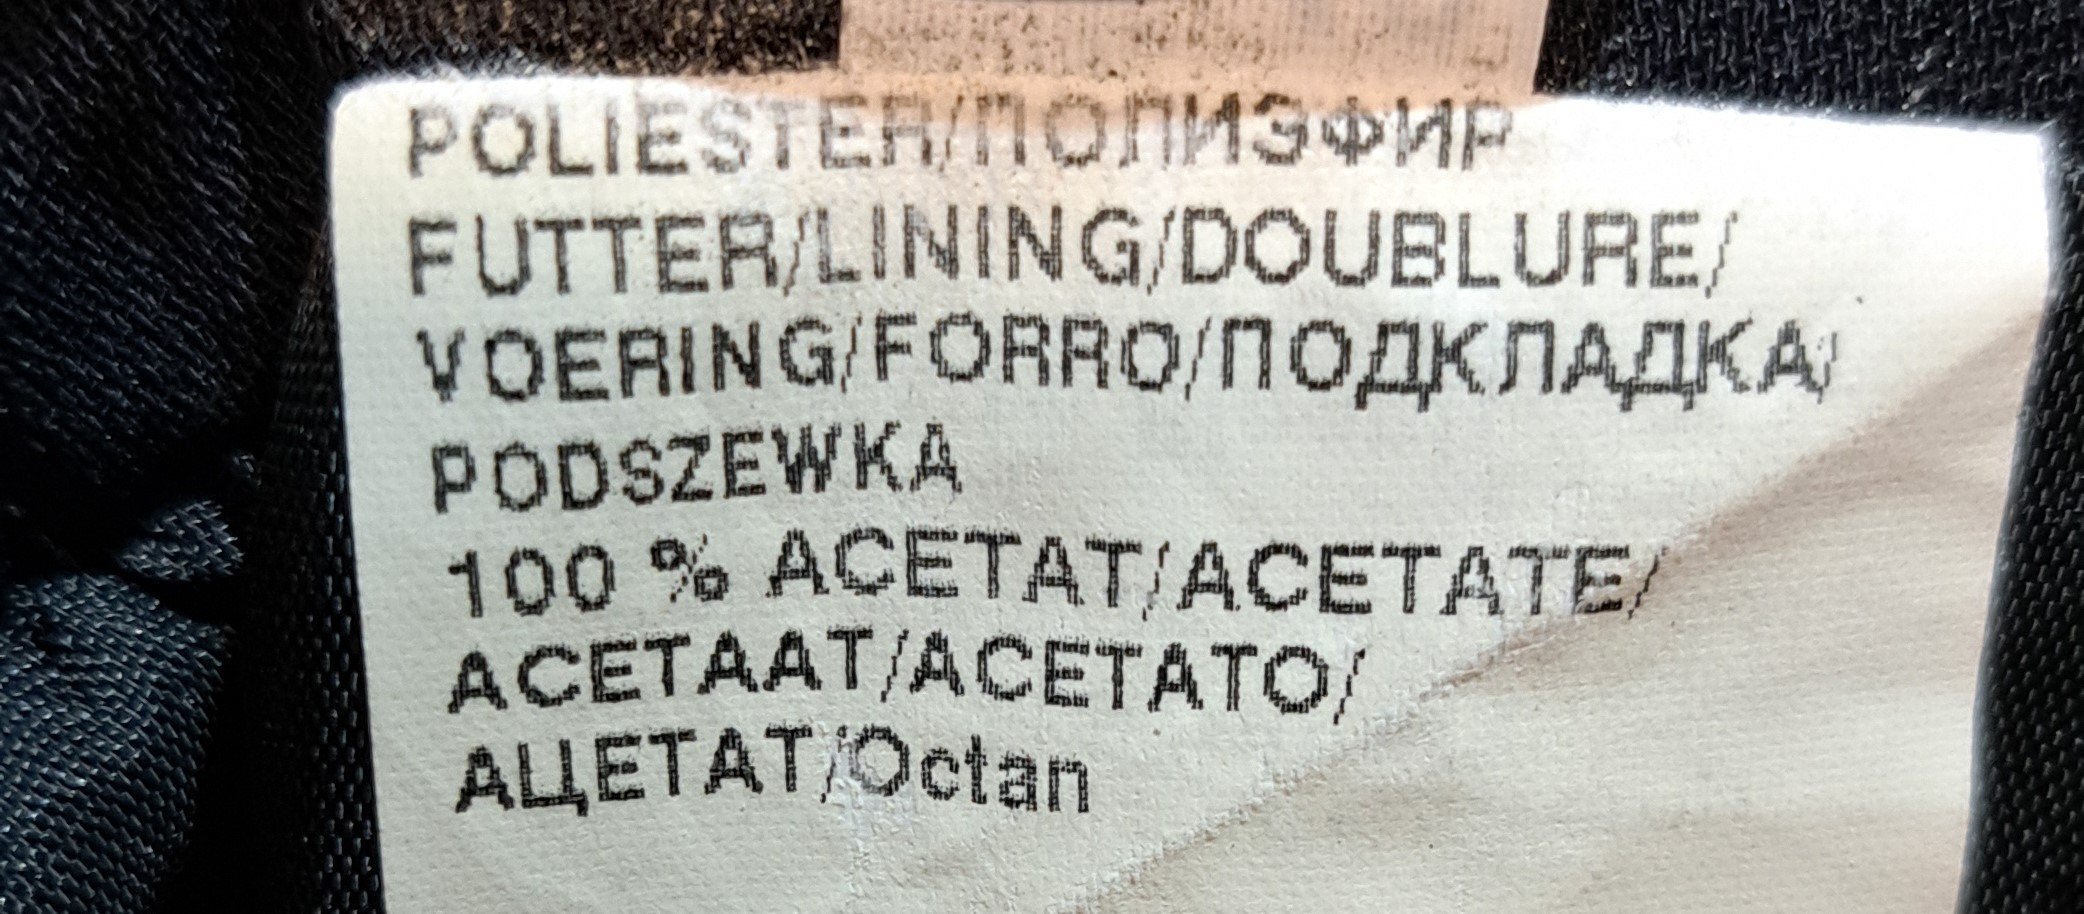 POLIESTER/ПОЛИЭФИР
FUTTER/LINING/DOUBLURE/
VOERING/FORRO/ПОДКЛАДКА/
PODSZEWKA
100 % ACETAT/ACETATE/
ACETAAT/ACETATO/
АЦЕТАТ/Octan